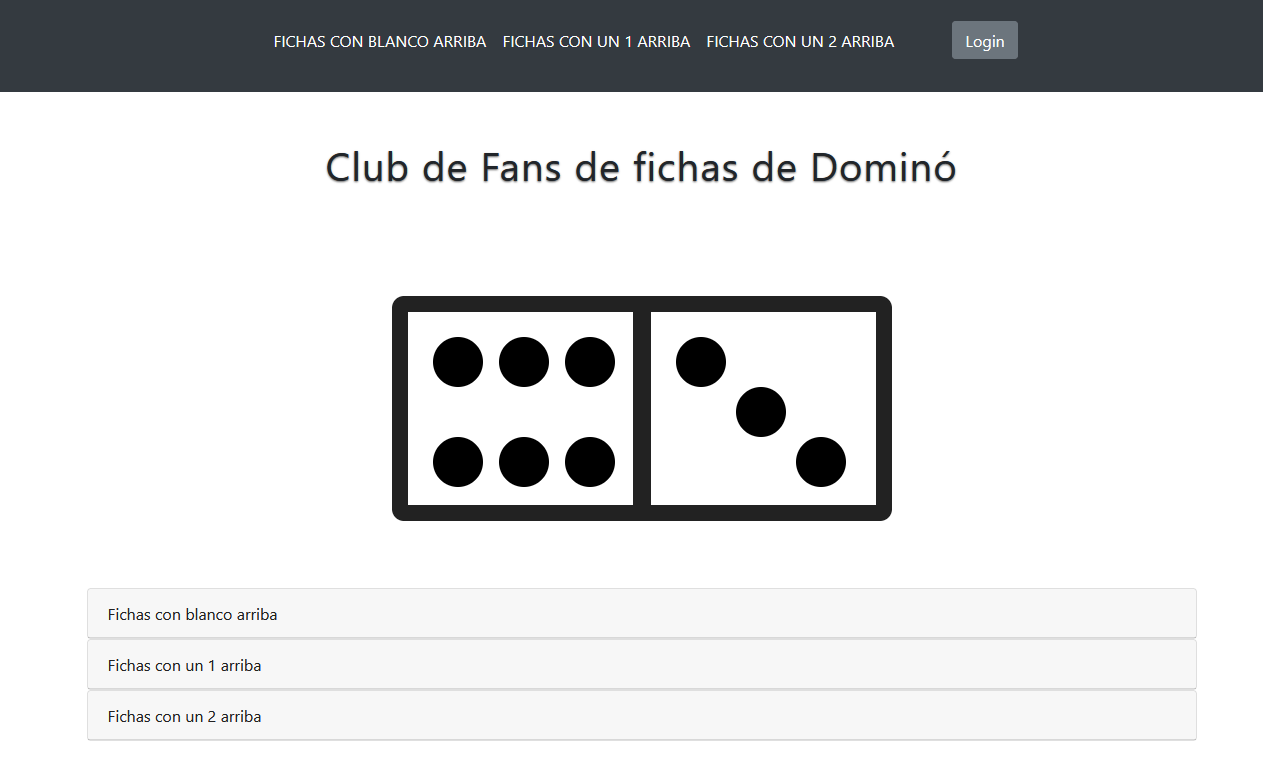 FICHAS CON BLANCO ARRIBA FICHAS CON UN 1 ARRIBA FICHAS CON UN 2 ARRIBA Login
Club de Fans de fichas de Dominó
Fichas con blanco arriba
Fichas con un 1 arriba
Fichas con un 2 arriba